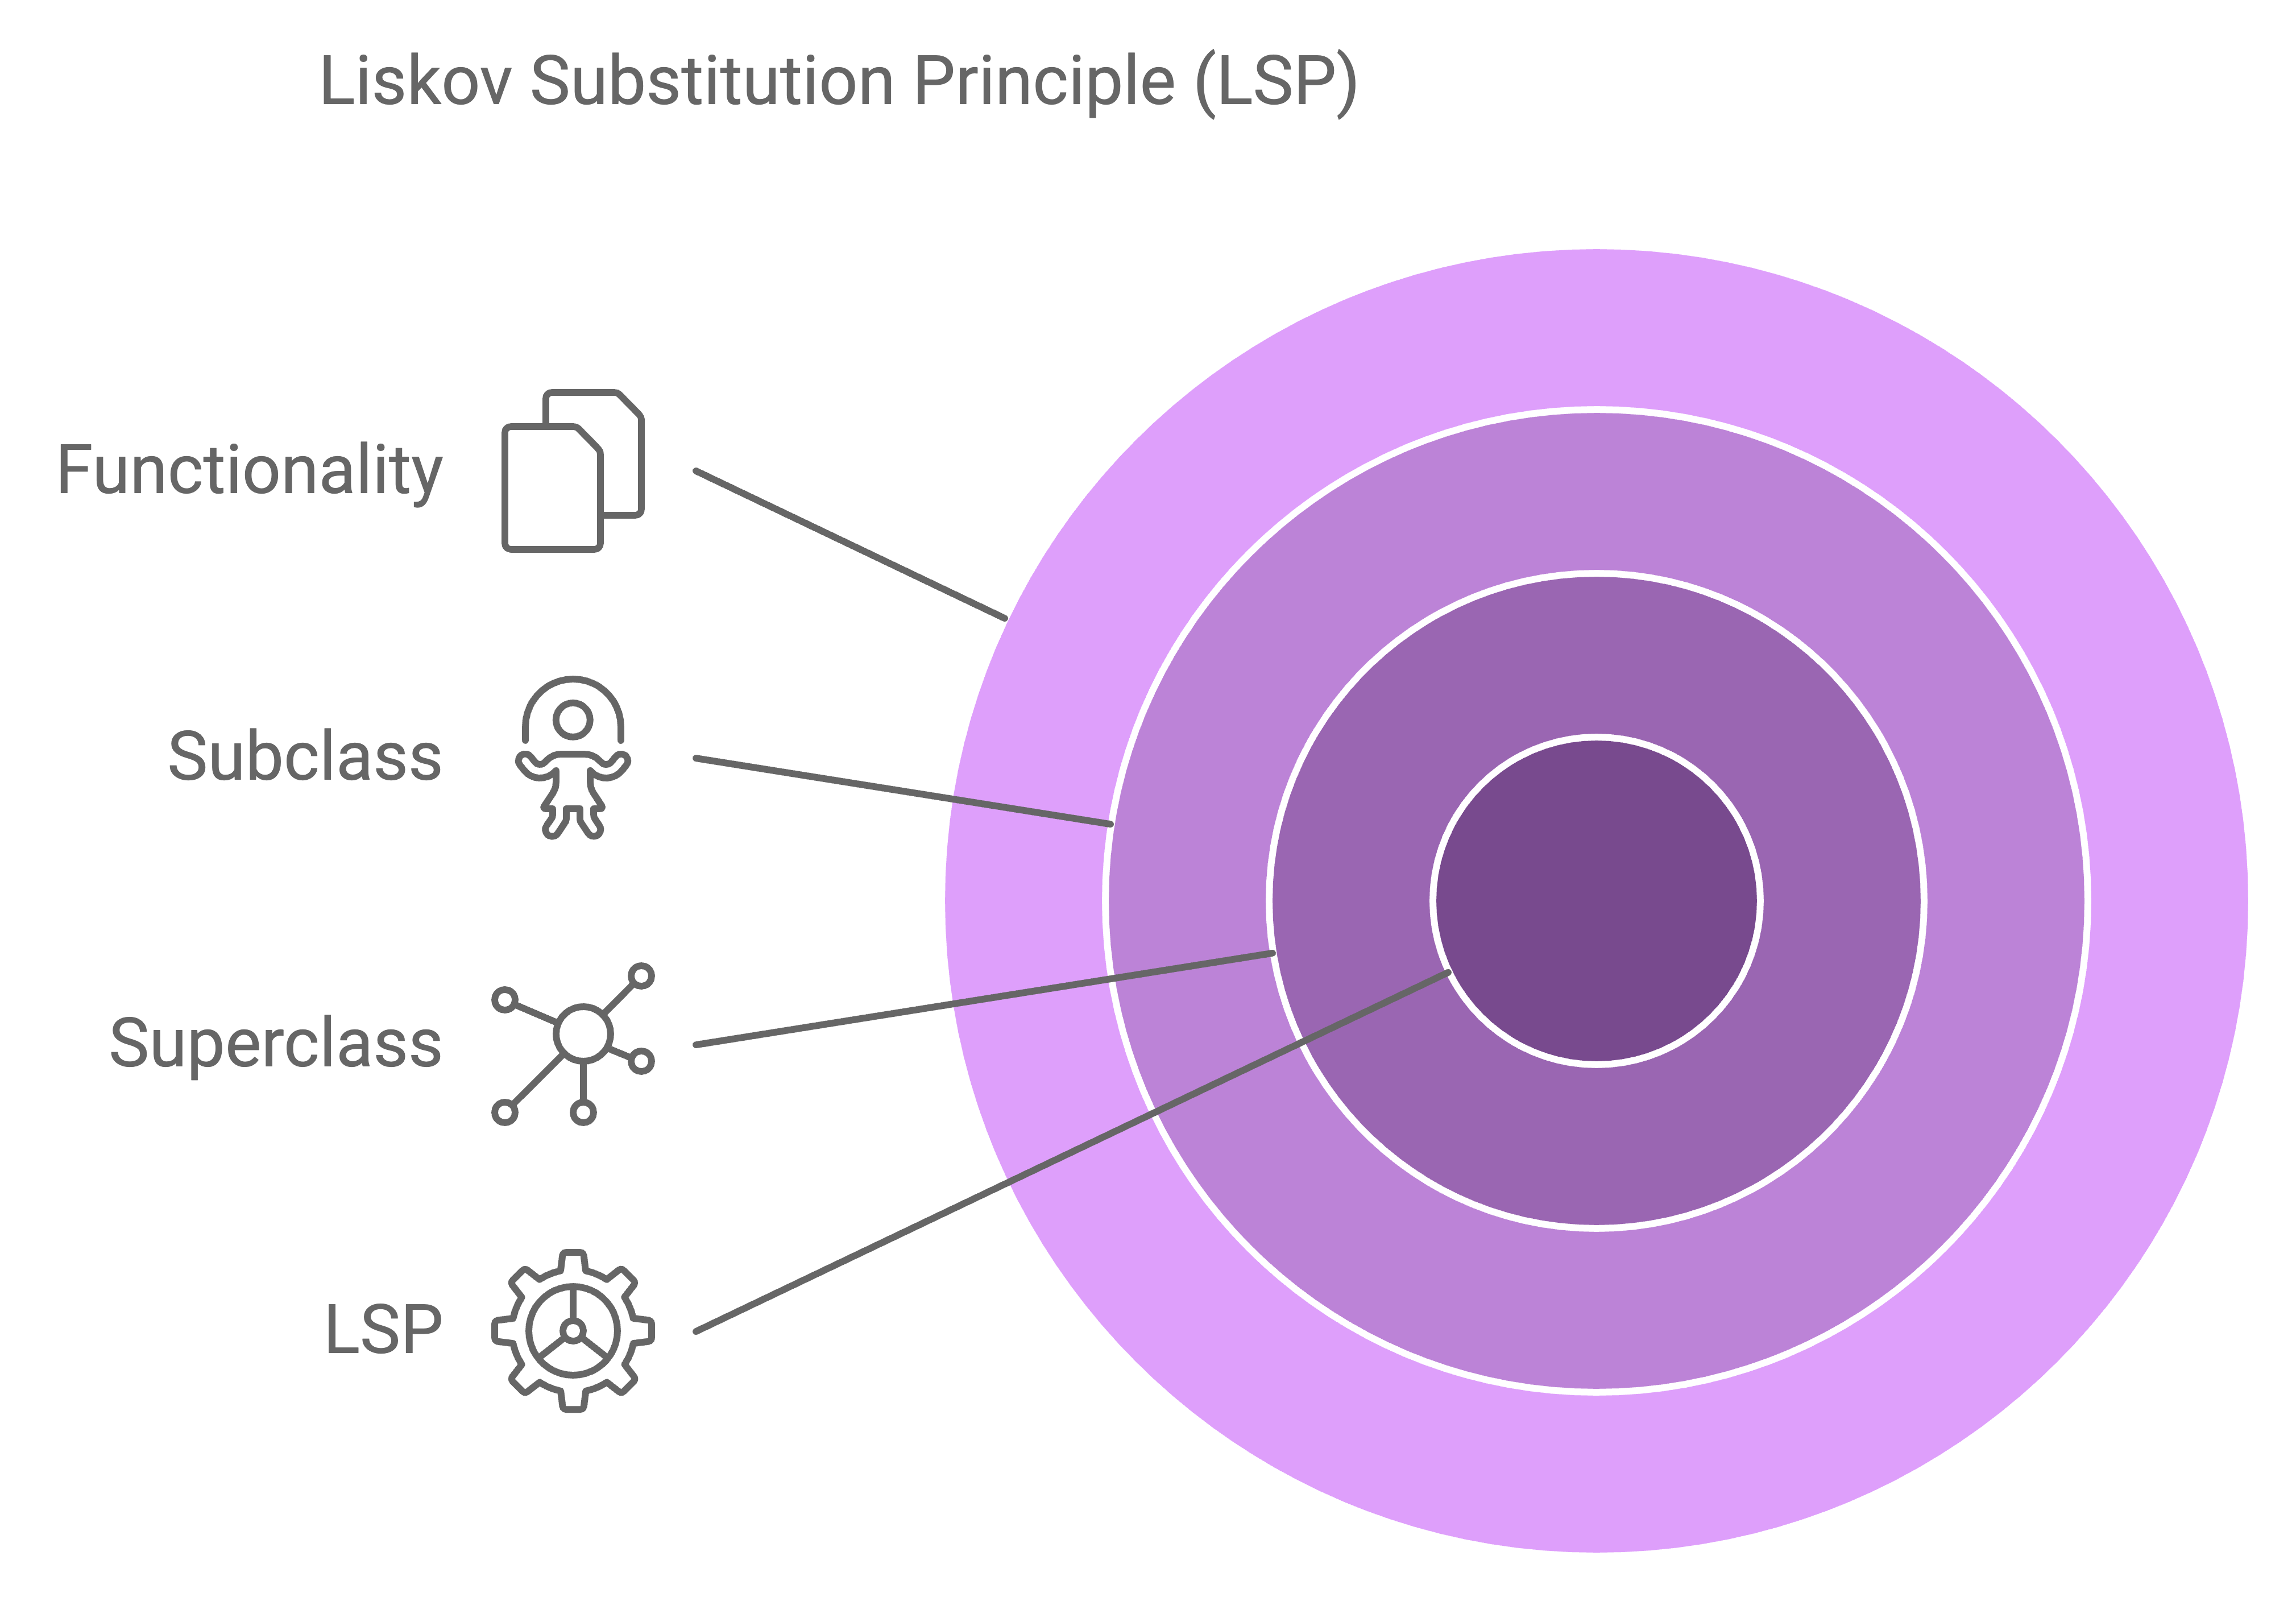 Liskov Substitution Principle (LSP)
Functionality
Subclass
Superclass
LSP